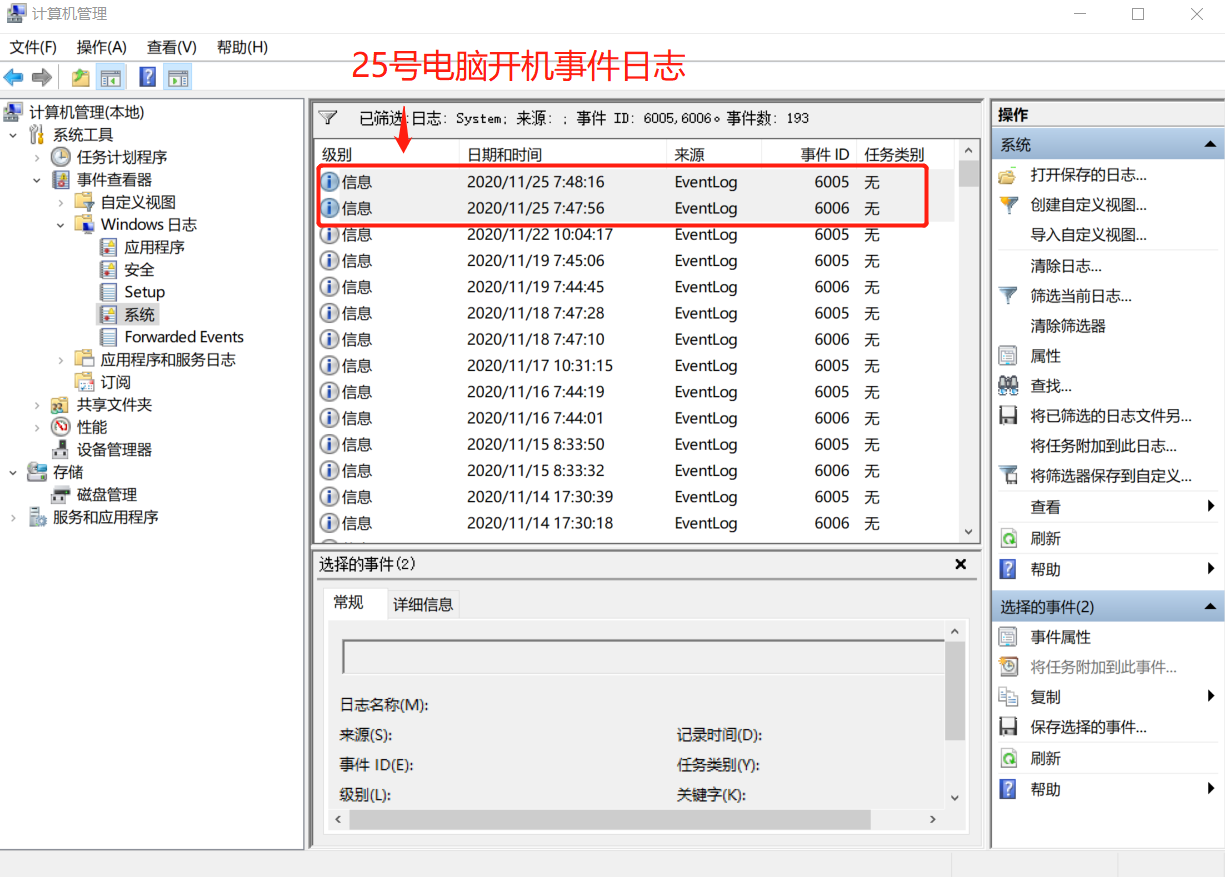 计算机管理
文件(F) 操作(A) 查看(V) 帮助(H)
25号电脑开机事件日志
计算机管理(本地)
系统工具
任务计划程序
事件查看器
自定义视图
Windows 日志
应用程序
安全
Setup
系统
Forwarded Events
应用程序和服务日志
订阅
共享文件夹
性能
设备管理器
存储
磁盘管理
服务和应用程序
已筛选:日志: System; 来源: ; 事件 ID: 6005,6006。事件数: 193
级别 日期和时间 来源 事件 ID 任务类别
信息 2020/11/25 7:48:16 EventLog 6005 无
信息 2020/11/25 7:47:56 EventLog 6006 无
信息 2020/11/22 10:04:17 EventLog 6005 无
信息 2020/11/19 7:45:06 EventLog 6005 无
信息 2020/11/19 7:44:45 EventLog 6006 无
信息 2020/11/18 7:47:28 EventLog 6005 无
信息 2020/11/18 7:47:10 EventLog 6006 无
信息 2020/11/17 10:31:15 EventLog 6005 无
信息 2020/11/16 7:44:19 EventLog 6005 无
信息 2020/11/16 7:44:01 EventLog 6006 无
信息 2020/11/15 8:33:50 EventLog 6005 无
信息 2020/11/15 8:33:32 EventLog 6006 无
信息 2020/11/14 17:30:39 EventLog 6005 无
信息 2020/11/14 17:30:18 EventLog 6006 无
选择的事件(2)
常规 详细信息
日志名称(M):
来源(S): 记录时间(D):
事件 ID(E): 任务类别(Y):
级别(L): 关键字(K):
操作
系统
打开保存的日志...
创建自定义视图...
导入自定义视图...
清除日志...
筛选当前日志...
清除筛选器
属性
查找...
将已筛选的日志文件另...
将任务附加到此日志...
将筛选器保存到自定义...
查看
刷新
帮助
选择的事件(2)
事件属性
将任务附加到此事件...
复制
保存选择的事件...
刷新
帮助